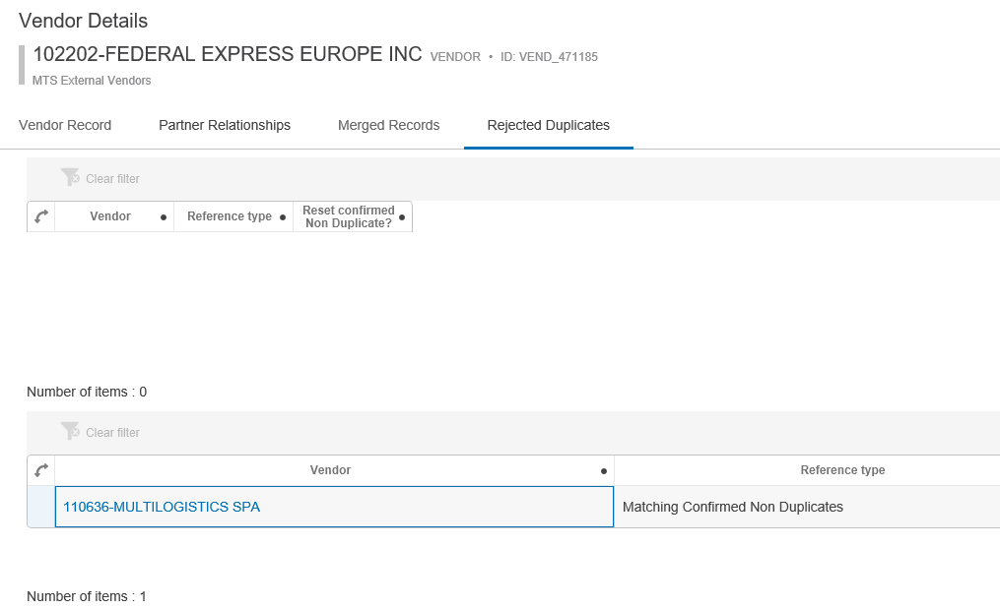 Vendor Details
102202-FEDERAL EXPRESS EUROPE INC VENDOR • ID: VEND_471185
MTS External Vendors
Vendor Record Partner Relationships Merged Records Rejected Duplicates
Clear filter
Vendor Reference type Reset confirmed
Non Duplicate?
Number of items : 0
Clear filter
Vendor Reference type
110636-MULTILOGISTICS SPA Matching Confirmed Non Duplicates
Number of items : 1